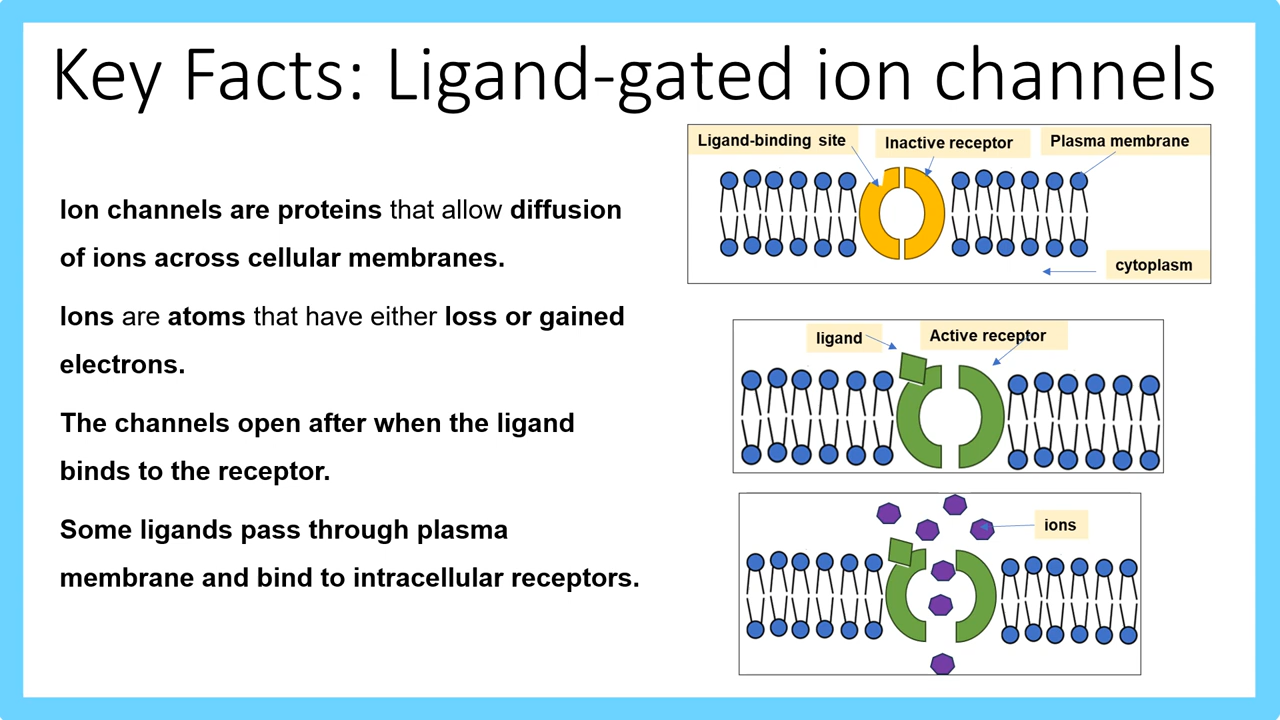 Key Facts: Ligand-gated ion channels
Ion channels are proteins that allow diffusion
of ions across cellular membranes.
Ions are atoms that have either loss or gained
electrons.
The channels open after when the ligand
binds to the receptor.
Some ligands pass through plasma
membrane and bind to intracellular receptors.
Ligand-binding site
Inactive receptor
Plasma membrane
cytoplasm
ligand
Active receptor
ions